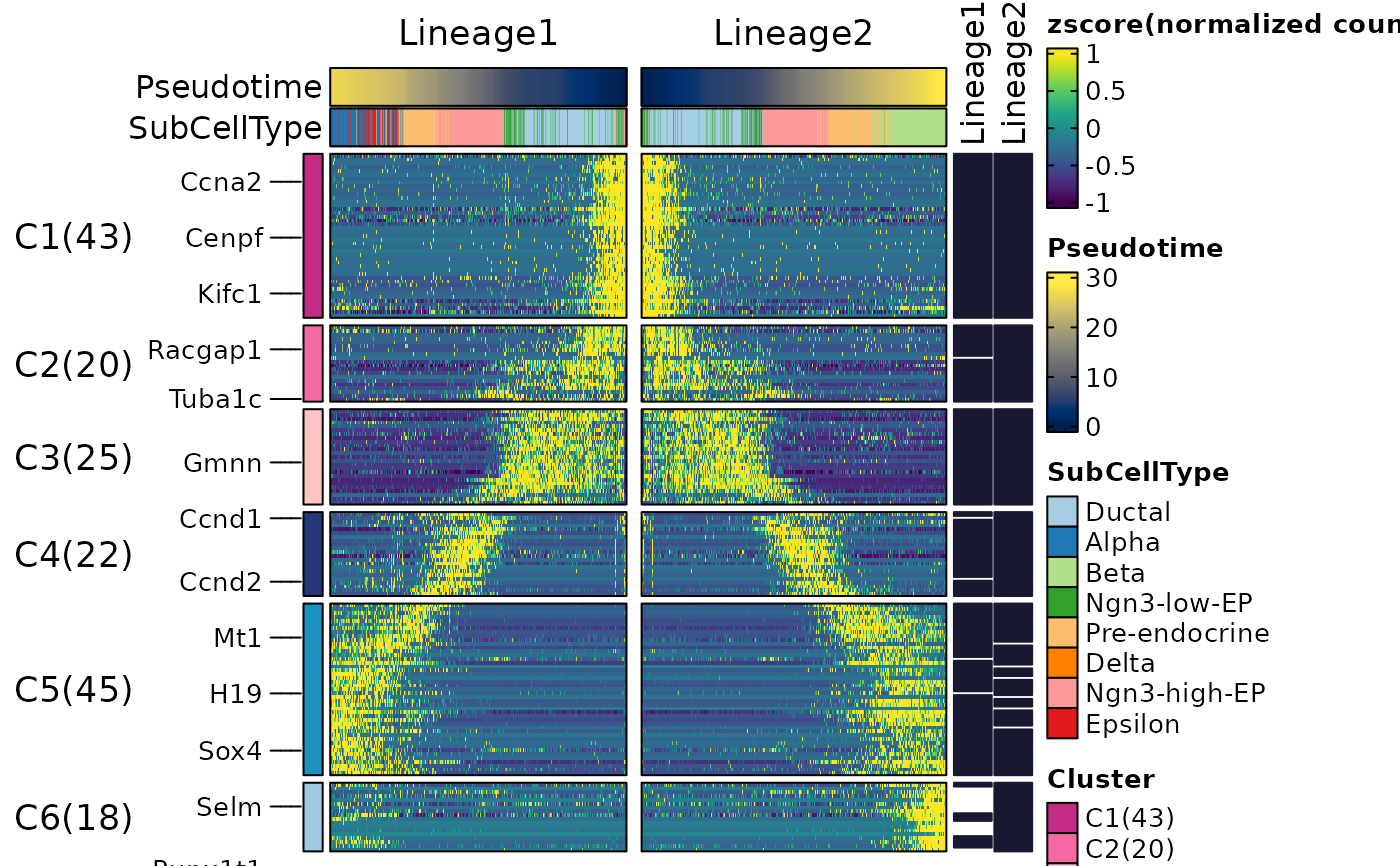 Lineage1
Lineage2
Lineage1
Lineage2
Pseudotime
SubCellType
Ccna2
C1(43)
Cenpf
Kifc1
Racgap1
C2(20)
Tuba1c
C3(25)
Gmnn
Ccnd1
C4(22)
Ccnd2
Mt1
C5(45)
H19
Sox4
Selm
C6(18)
zscore(normalized coun
1
0.5
0
-0.5
-1
Pseudotime
30
20
10
0
SubCellType
Ductal
Alpha
Beta
Ngn3-low-EP
Pre-endocrine
Delta
Ngn3-high-EP
Epsilon
Cluster
C1(43)
C2(20)